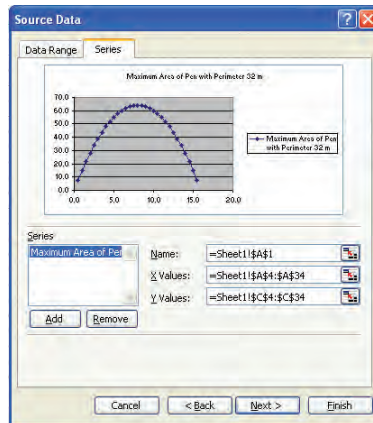 Source Data
Data Range
Series
Maximum Area of Pen with Perimeter 32 m
70.0
60.0
50.0
40.0
30.0
20.0
10.0
0.0
0.0 5.0 10.0 15.0 20.0
Maximum Area of Pen
with Perimeter 32 m
Series
Maximum Area of Pen
Name: =Sheet1!$A$1
X Values: =Sheet1!$A$4:$A$34
Y Values: =Sheet1!$C$4:$C$34
Add Remove
Cancel < Back Next > Finish